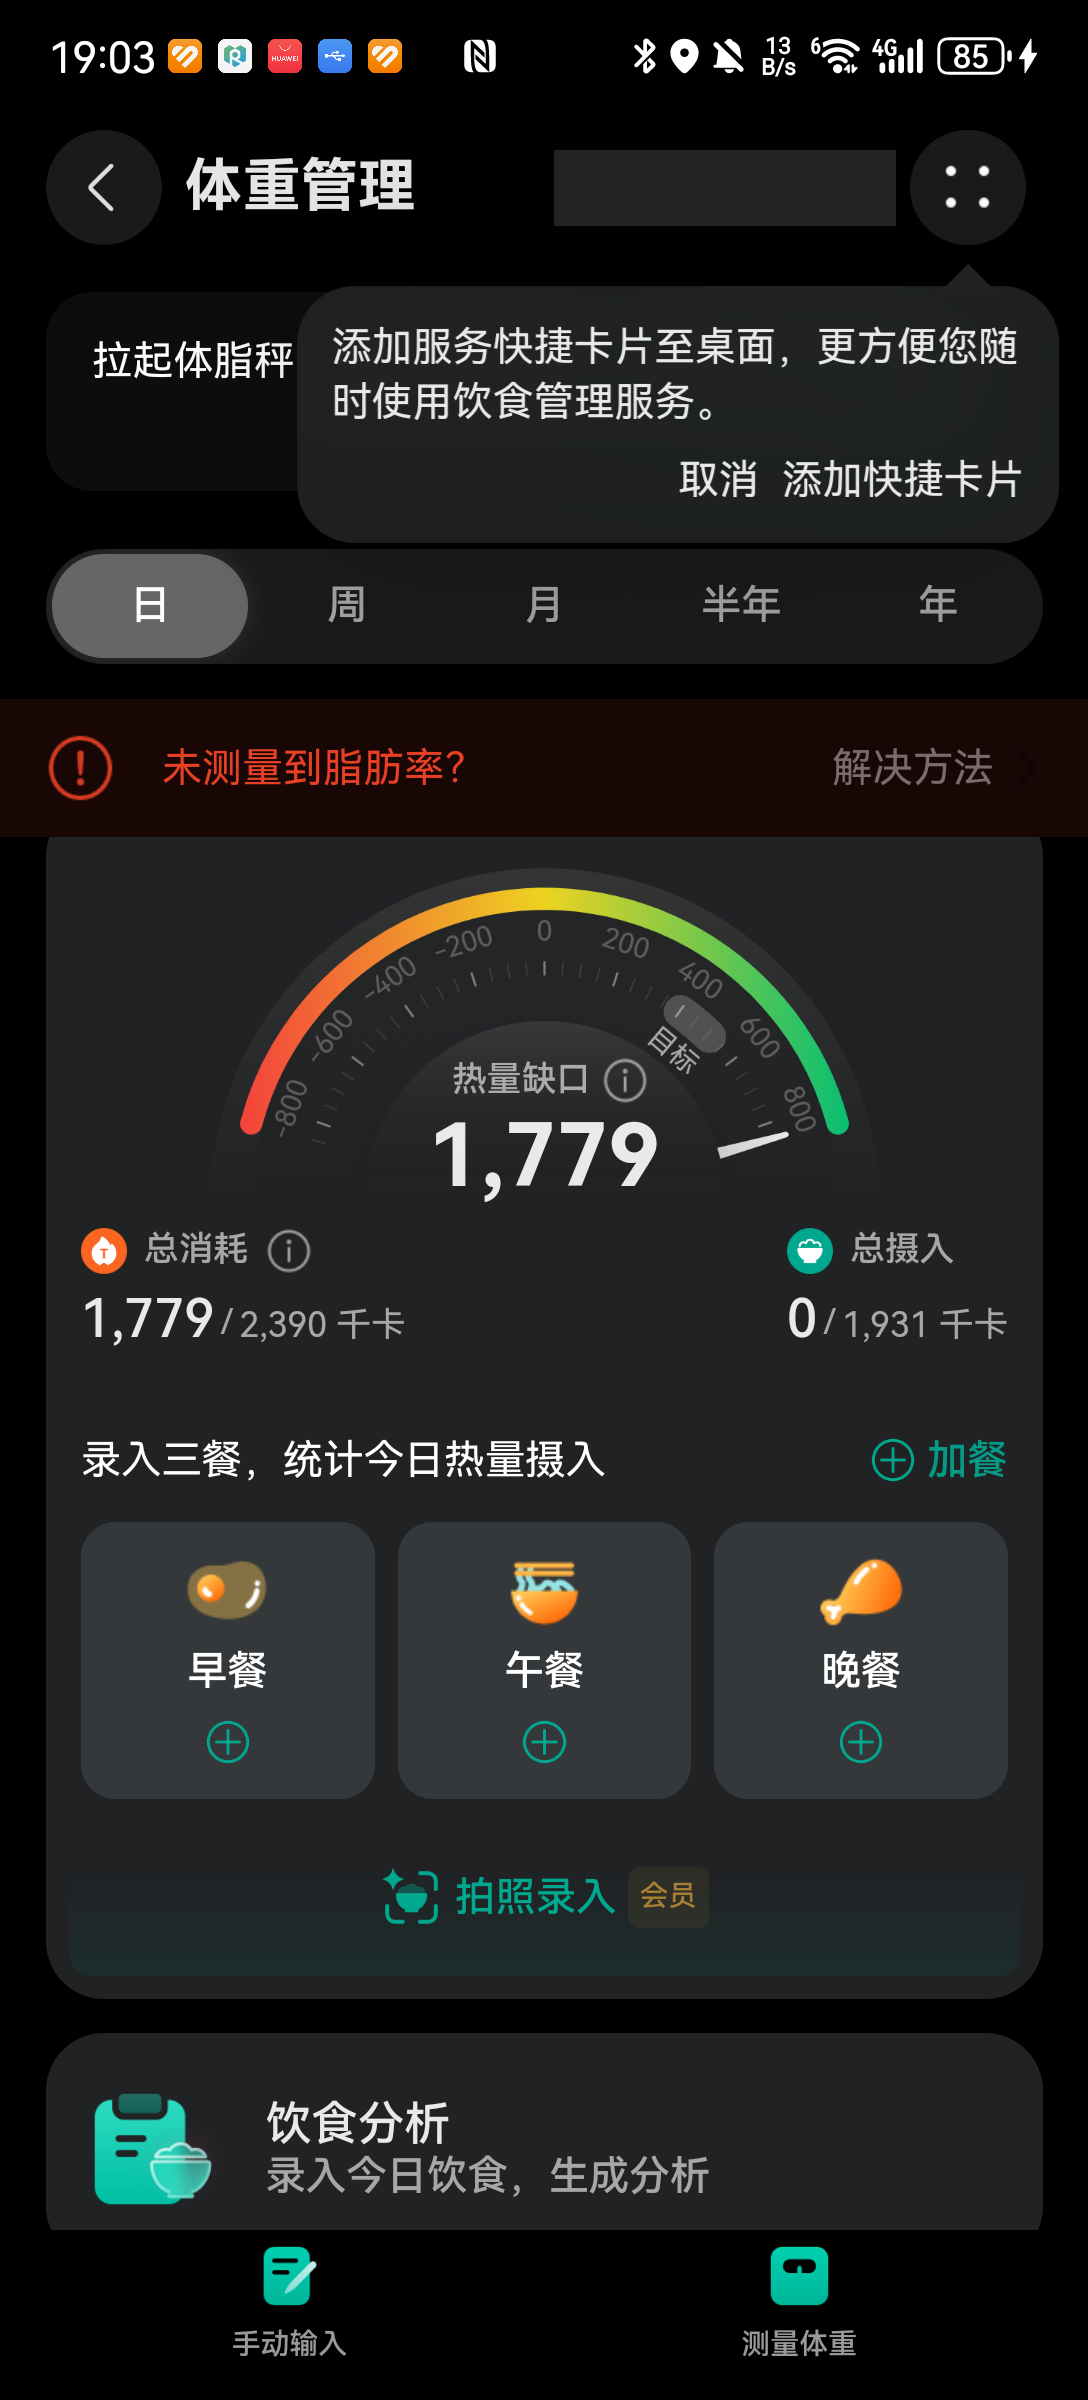 19:03
HUAWEI
13 B/s
6
4G
85
体重管理
拉起体脂秤
添加服务快捷卡片至桌面，更方便您随
时使用饮食管理服务。
取消 添加快捷卡片
日 周 月 半年 年
未测量到脂肪率？ 解决方法
-800 -600 -400 -200 0 200 400 600 800
目标
热量缺口
1,779
总消耗 总摄入
1,779 / 2,390 千卡 0 / 1,931 千卡
录入三餐，统计今日热量摄入 加餐
早餐 午餐 晚餐
拍照录入 会员
饮食分析
录入今日饮食，生成分析
手动输入 测量体重